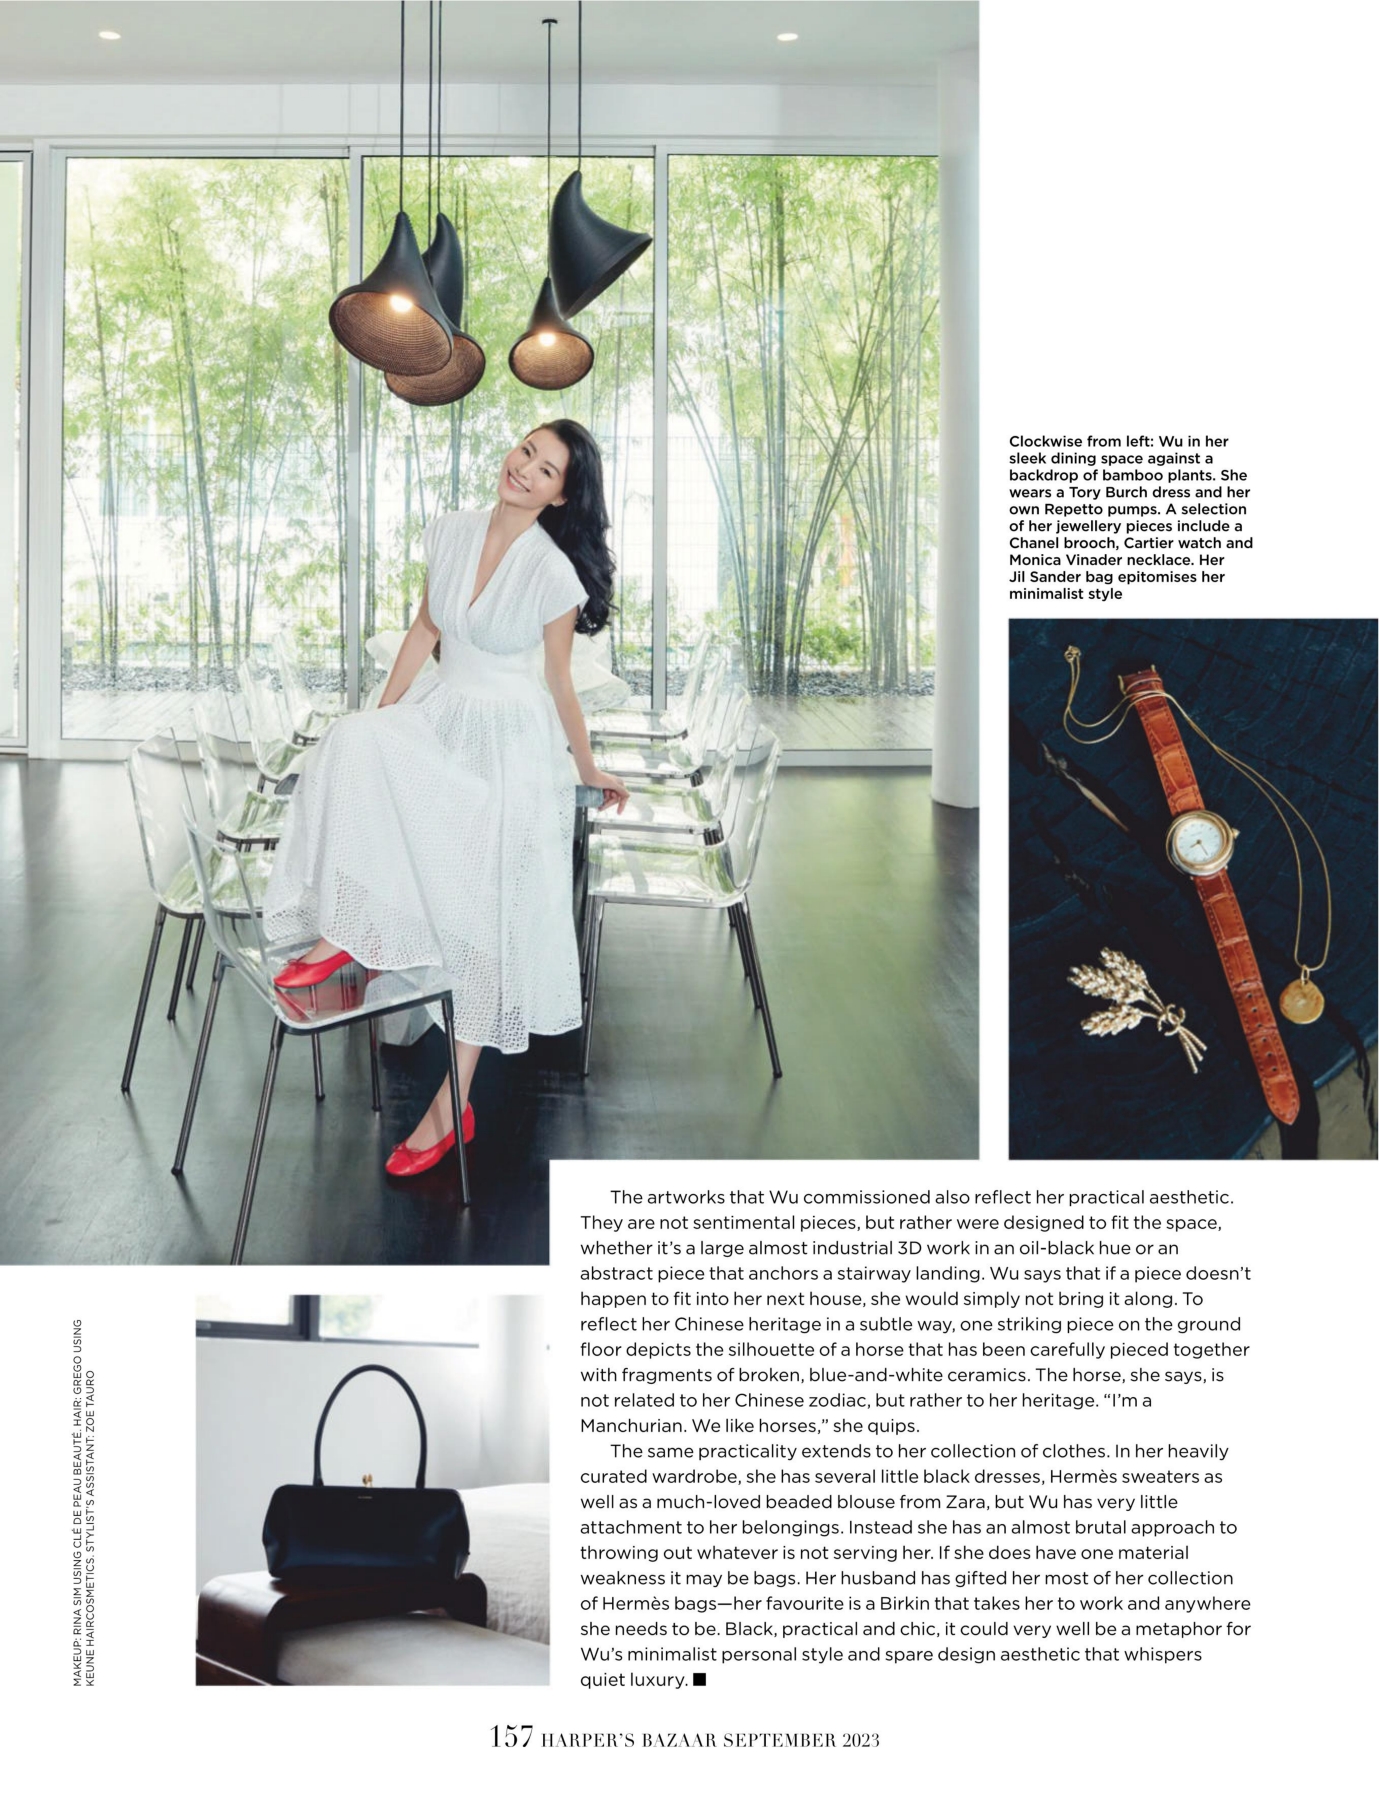 Clockwise from left: Wu in her
sleek dining space against a
backdrop of bamboo plants. She
wears a Tory Burch dress and her
own Repetto pumps. A selection
of her jewellery pieces include a
Chanel brooch, Cartier watch and
Monica Vinader necklace. Her
Jil Sander bag epitomises her
minimalist style
The artworks that Wu commissioned also reflect her practical aesthetic.
They are not sentimental pieces, but rather were designed to fit the space,
whether it’s a large almost industrial 3D work in an oil-black hue or an
abstract piece that anchors a stairway landing. Wu says that if a piece doesn’t
happen to fit into her next house, she would simply not bring it along. To
reflect her Chinese heritage in a subtle way, one striking piece on the ground
floor depicts the silhouette of a horse that has been carefully pieced together
with fragments of broken, blue-and-white ceramics. The horse, she says, is
not related to her Chinese zodiac, but rather to her heritage. “I’m a
Manchurian. We like horses,” she quips.
The same practicality extends to her collection of clothes. In her heavily
curated wardrobe, she has several little black dresses, Hermès sweaters as
well as a much-loved beaded blouse from Zara, but Wu has very little
attachment to her belongings. Instead she has an almost brutal approach to
throwing out whatever is not serving her. If she does have one material
weakness it may be bags. Her husband has gifted her most of her collection
of Hermès bags—her favourite is a Birkin that takes her to work and anywhere
she needs to be. Black, practical and chic, it could very well be a metaphor for
Wu’s minimalist personal style and spare design aesthetic that whispers
quiet luxury. ■
MAKEUP: RINA SIM USING CLÉ DE PEAU BEAUTÉ. HAIR: GREGO USING
KEUNE HAIRCOSMETICS. STYLIST’S ASSISTANT: ZOE TAURO
157 HARPER’S BAZAAR SEPTEMBER 2023